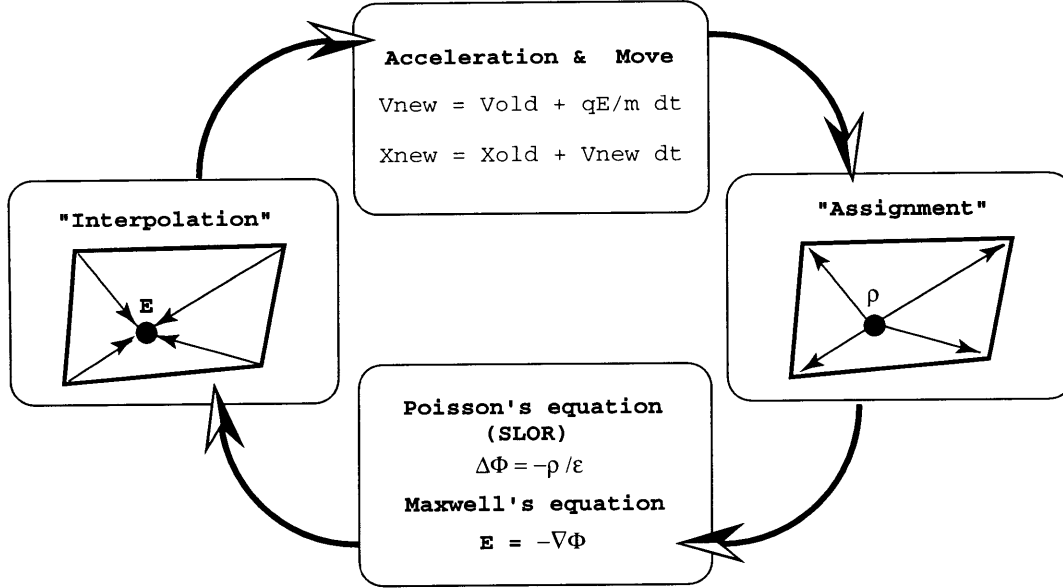 Acceleration & Move
Vnew = Vold + qE/m dt
Xnew = Xold + Vnew dt
"Interpolation"
E
"Assignment"
ρ
Poisson's equation
(SLOR)
ΔΦ = −ρ /ε
Maxwell's equation
E = −∇Φ